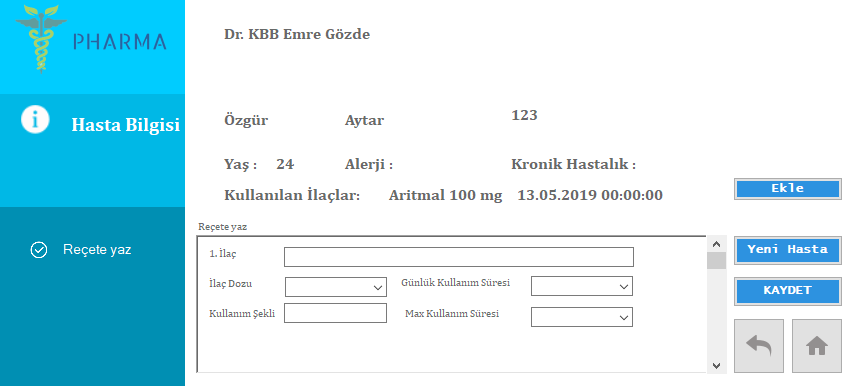 PHARMA
Dr. KBB Emre Gözde
Hasta Bilgisi
Özgür Aytar 123
Yaş : 24 Alerji : Kronik Hastalık :
Kullanılan İlaçlar: Aritmal 100 mg 13.05.2019 00:00:00
Ekle
Reçete yaz
Reçete yaz
1. İlaç
İlaç Dozu Günlük Kullanım Süresi
Kullanım Şekli Max Kullanım Süresi
Yeni Hasta
KAYDET